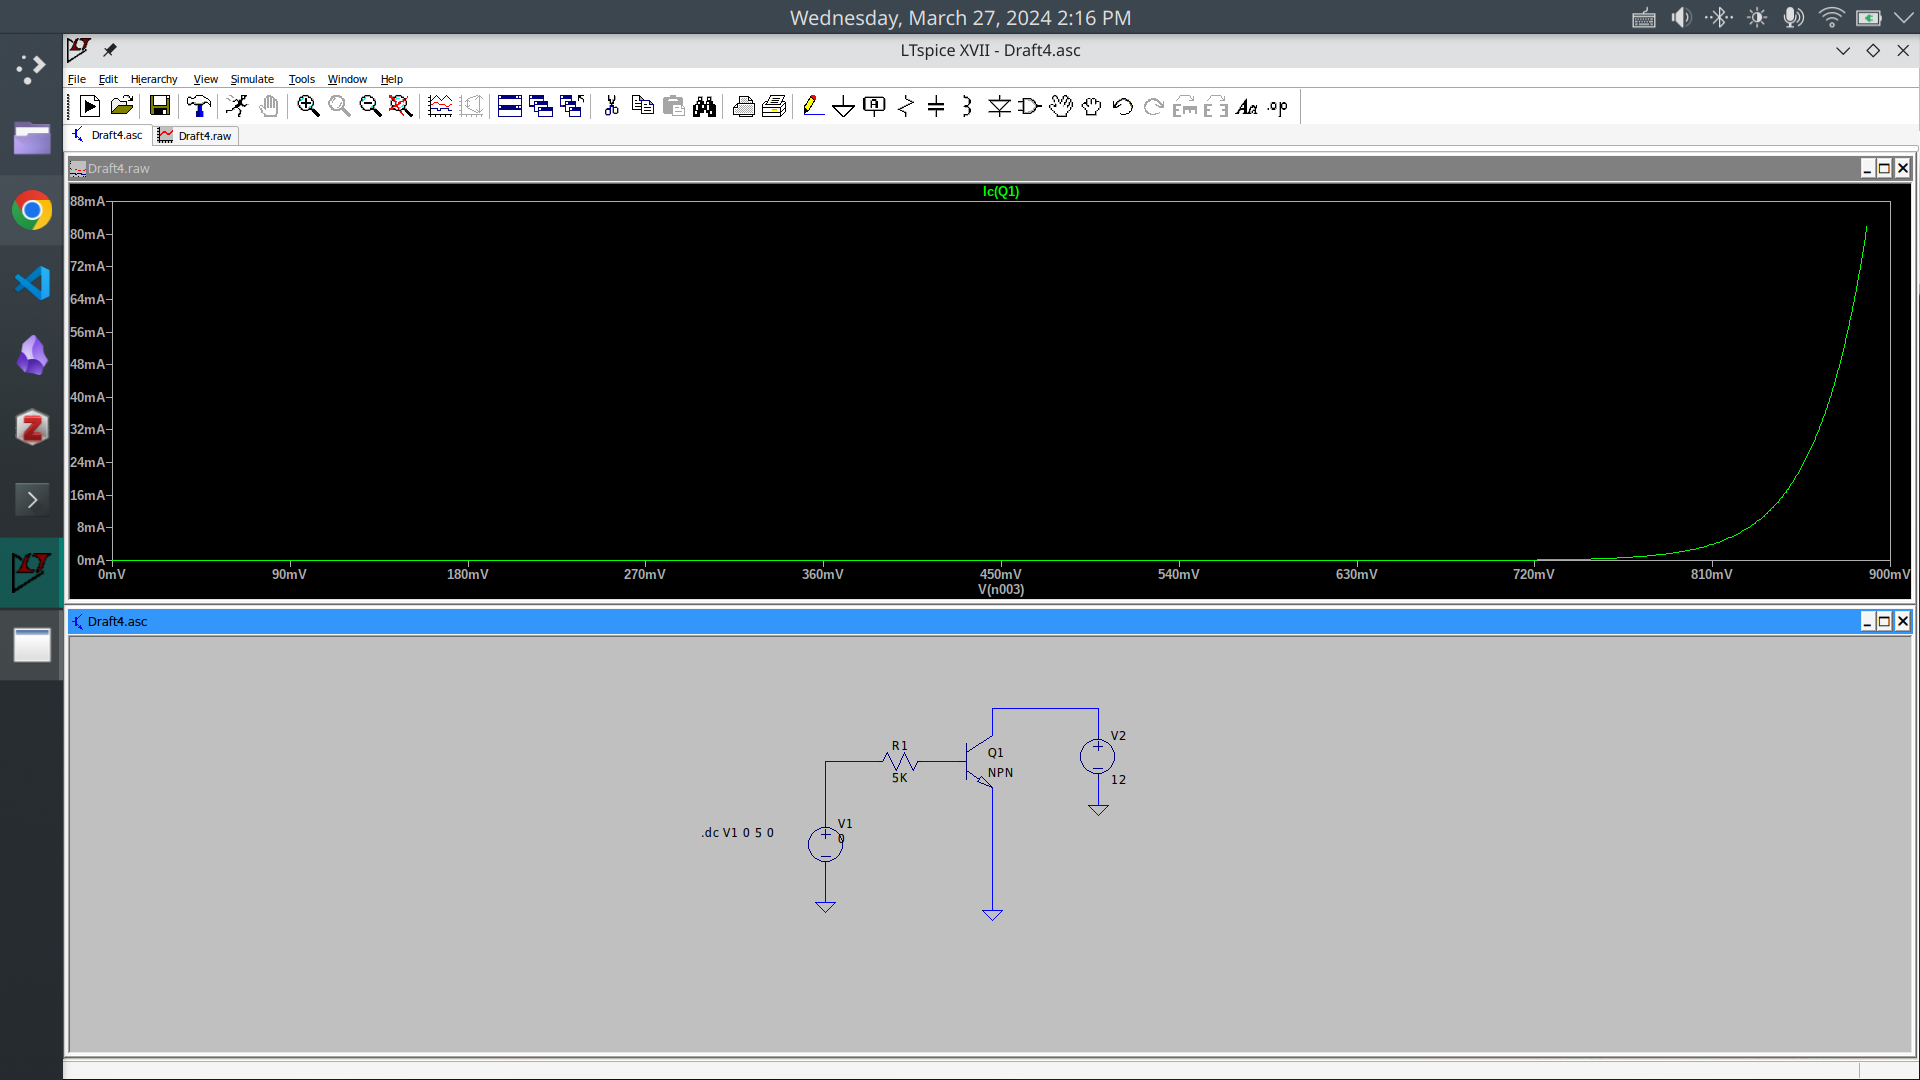 Wednesday, March 27, 2024 2:16 PM
LTspice XVII - Draft4.asc
File Edit Hierarchy View Simulate Tools Window Help
Draft4.asc Draft4.raw
Draft4.raw
Ic(Q1)
88mA
80mA
72mA
64mA
56mA
48mA
40mA
32mA
24mA
16mA
8mA
0mA
0mV 90mV 180mV 270mV 360mV 450mV 540mV 630mV 720mV 810mV 900mV
V(n003)
Draft4.asc
R1
5K
Q1
NPN
V2
12
V1
0
.dc V1 0 5 0